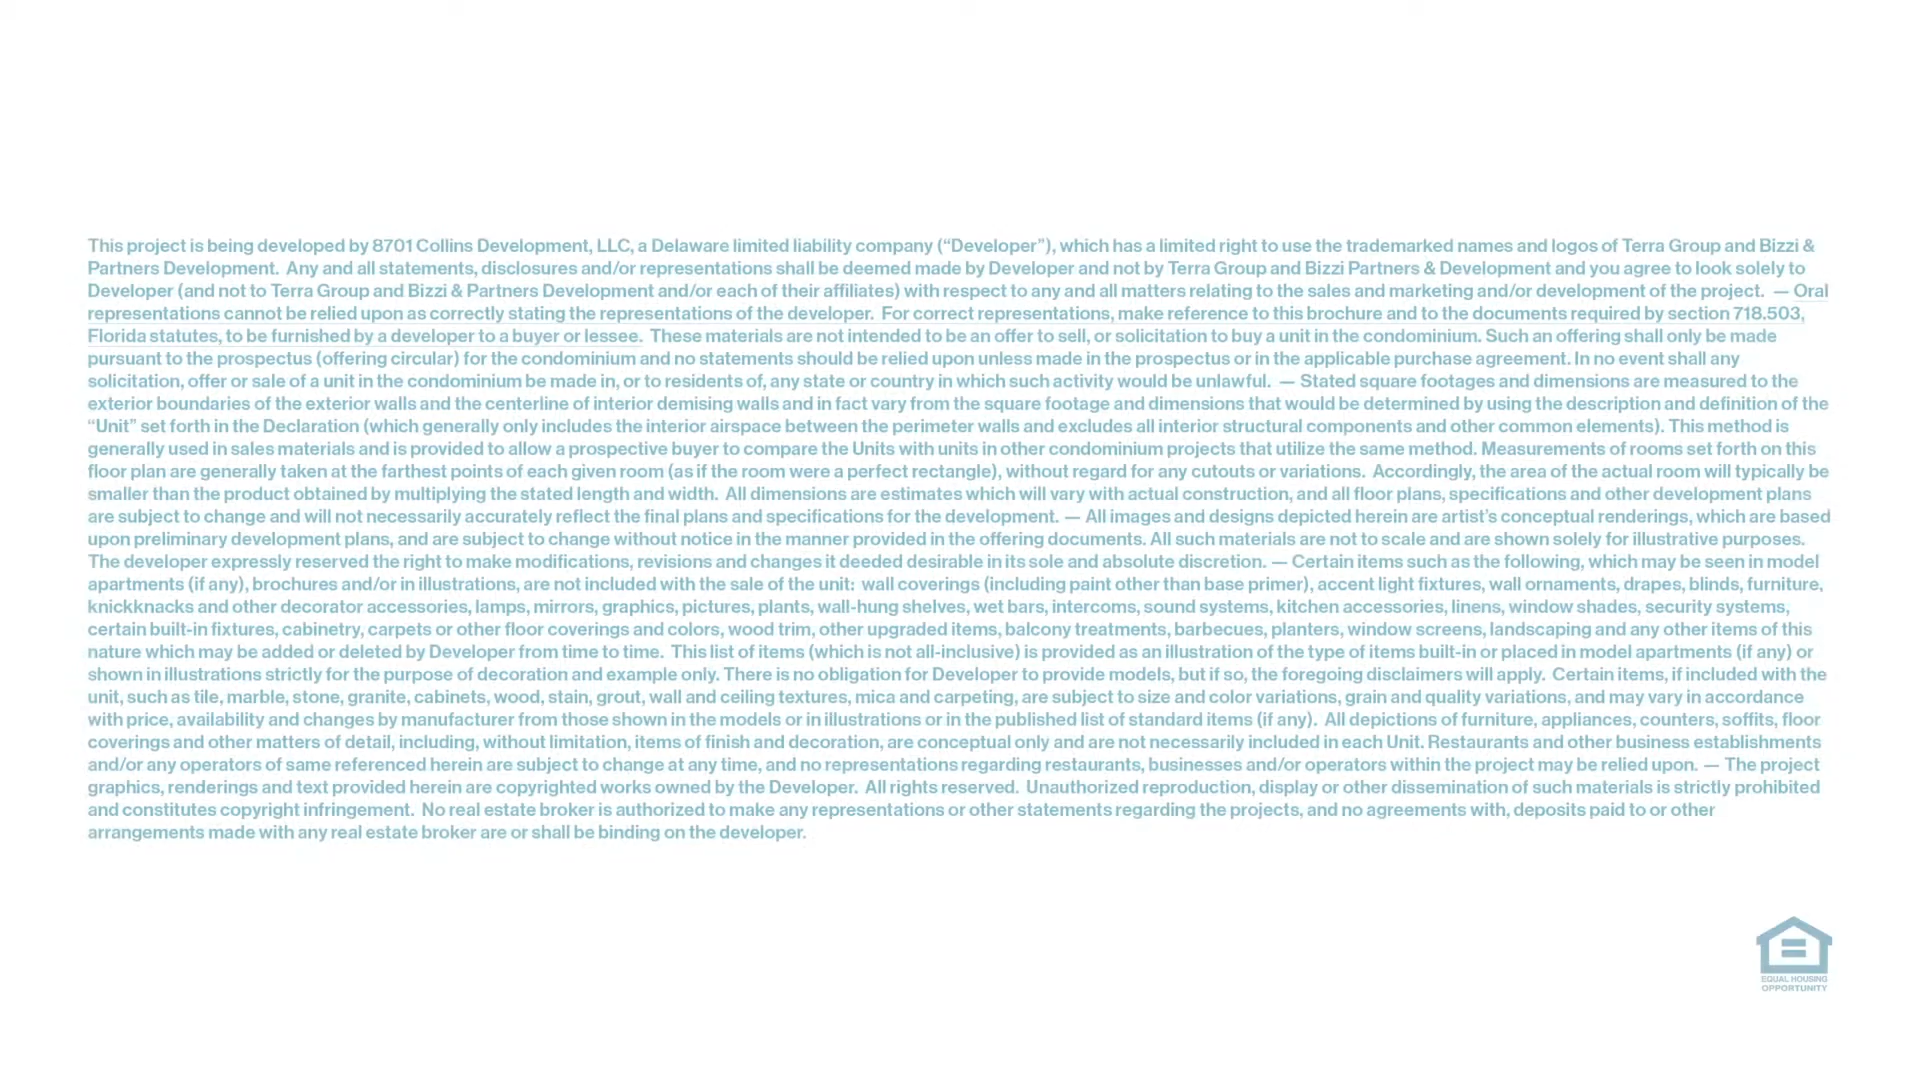 This project is being developed by 8701 Collins Development, LLC, a Delaware limited liability company (“Developer”), which has a limited right to use the trademarked names and logos of Terra Group and Bizzi &
Partners Development.  Any and all statements, disclosures and/or representations shall be deemed made by Developer and not by Terra Group and Bizzi Partners & Development and you agree to look solely to
Developer (and not to Terra Group and Bizzi & Partners Development and/or each of their affiliates) with respect to any and all matters relating to the sales and marketing and/or development of the project.  — Oral
representations cannot be relied upon as correctly stating the representations of the developer.  For correct representations, make reference to this brochure and to the documents required by section 718.503,
Florida statutes, to be furnished by a developer to a buyer or lessee.  These materials are not intended to be an offer to sell, or solicitation to buy a unit in the condominium. Such an offering shall only be made
pursuant to the prospectus (offering circular) for the condominium and no statements should be relied upon unless made in the prospectus or in the applicable purchase agreement. In no event shall any
solicitation, offer or sale of a unit in the condominium be made in, or to residents of, any state or country in which such activity would be unlawful.  — Stated square footages and dimensions are measured to the
exterior boundaries of the exterior walls and the centerline of interior demising walls and in fact vary from the square footage and dimensions that would be determined by using the description and definition of the
“Unit” set forth in the Declaration (which generally only includes the interior airspace between the perimeter walls and excludes all interior structural components and other common elements). This method is
generally used in sales materials and is provided to allow a prospective buyer to compare the Units with units in other condominium projects that utilize the same method. Measurements of rooms set forth on this
floor plan are generally taken at the farthest points of each given room (as if the room were a perfect rectangle), without regard for any cutouts or variations.  Accordingly, the area of the actual room will typically be
smaller than the product obtained by multiplying the stated length and width.  All dimensions are estimates which will vary with actual construction, and all floor plans, specifications and other development plans
are subject to change and will not necessarily accurately reflect the final plans and specifications for the development. — All images and designs depicted herein are artist’s conceptual renderings, which are based
upon preliminary development plans, and are subject to change without notice in the manner provided in the offering documents. All such materials are not to scale and are shown solely for illustrative purposes.
The developer expressly reserved the right to make modifications, revisions and changes it deeded desirable in its sole and absolute discretion. — Certain items such as the following, which may be seen in model
apartments (if any), brochures and/or in illustrations, are not included with the sale of the unit:  wall coverings (including paint other than base primer), accent light fixtures, wall ornaments, drapes, blinds, furniture,
knickknacks and other decorator accessories, lamps, mirrors, graphics, pictures, plants, wall-hung shelves, wet bars, intercoms, sound systems, kitchen accessories, linens, window shades, security systems,
certain built-in fixtures, cabinetry, carpets or other floor coverings and colors, wood trim, other upgraded items, balcony treatments, barbecues, planters, window screens, landscaping and any other items of this
nature which may be added or deleted by Developer from time to time.  This list of items (which is not all-inclusive) is provided as an illustration of the type of items built-in or placed in model apartments (if any) or
shown in illustrations strictly for the purpose of decoration and example only. There is no obligation for Developer to provide models, but if so, the foregoing disclaimers will apply.  Certain items, if included with the
unit, such as tile, marble, stone, granite, cabinets, wood, stain, grout, wall and ceiling textures, mica and carpeting, are subject to size and color variations, grain and quality variations, and may vary in accordance
with price, availability and changes by manufacturer from those shown in the models or in illustrations or in the published list of standard items (if any).  All depictions of furniture, appliances, counters, soffits, floor
coverings and other matters of detail, including, without limitation, items of finish and decoration, are conceptual only and are not necessarily included in each Unit. Restaurants and other business establishments
and/or any operators of same referenced herein are subject to change at any time, and no representations regarding restaurants, businesses and/or operators within the project may be relied upon. — The project
graphics, renderings and text provided herein are copyrighted works owned by the Developer.  All rights reserved.  Unauthorized reproduction, display or other dissemination of such materials is strictly prohibited
and constitutes copyright infringement.  No real estate broker is authorized to make any representations or other statements regarding the projects, and no agreements with, deposits paid to or other
arrangements made with any real estate broker are or shall be binding on the developer.
EQUAL HOUSING
OPPORTUNITY